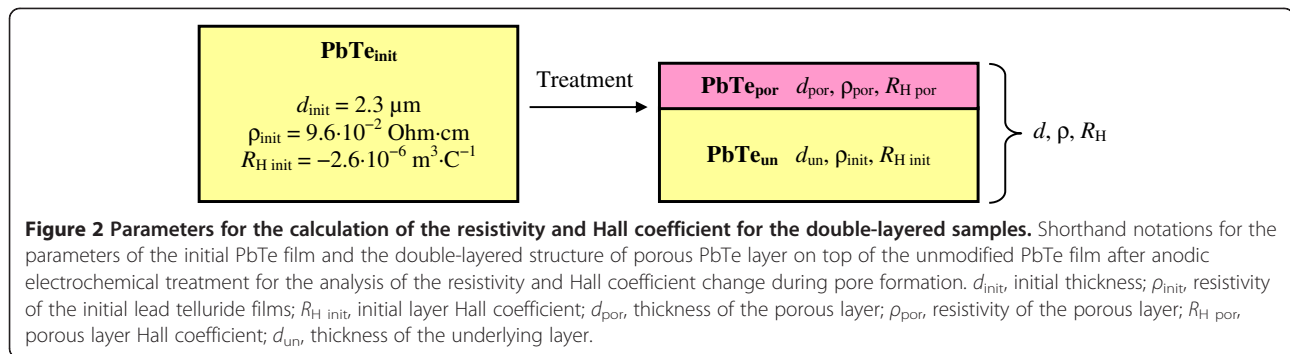 PbTeinit
d_init = 2.3 µm
ρ_init = 9.6·10⁻² Ohm·cm
R_H init = −2.6·10⁻⁶ m³·C⁻¹
Treatment
PbTepor d_por, ρ_por, R_H por
PbTeun d_un, ρ_init, R_H init
d, ρ, R_H
Figure 2 Parameters for the calculation of the resistivity and Hall coefficient for the double-layered samples. Shorthand notations for the
parameters of the initial PbTe film and the double-layered structure of porous PbTe layer on top of the unmodified PbTe film after anodic
electrochemical treatment for the analysis of the resistivity and Hall coefficient change during pore formation. d_init, initial thickness; ρ_init, resistivity
of the initial lead telluride films; R_H init, initial layer Hall coefficient; d_por, thickness of the porous layer; ρ_por, resistivity of the porous layer; R_H por,
porous layer Hall coefficient; d_un, thickness of the underlying layer.